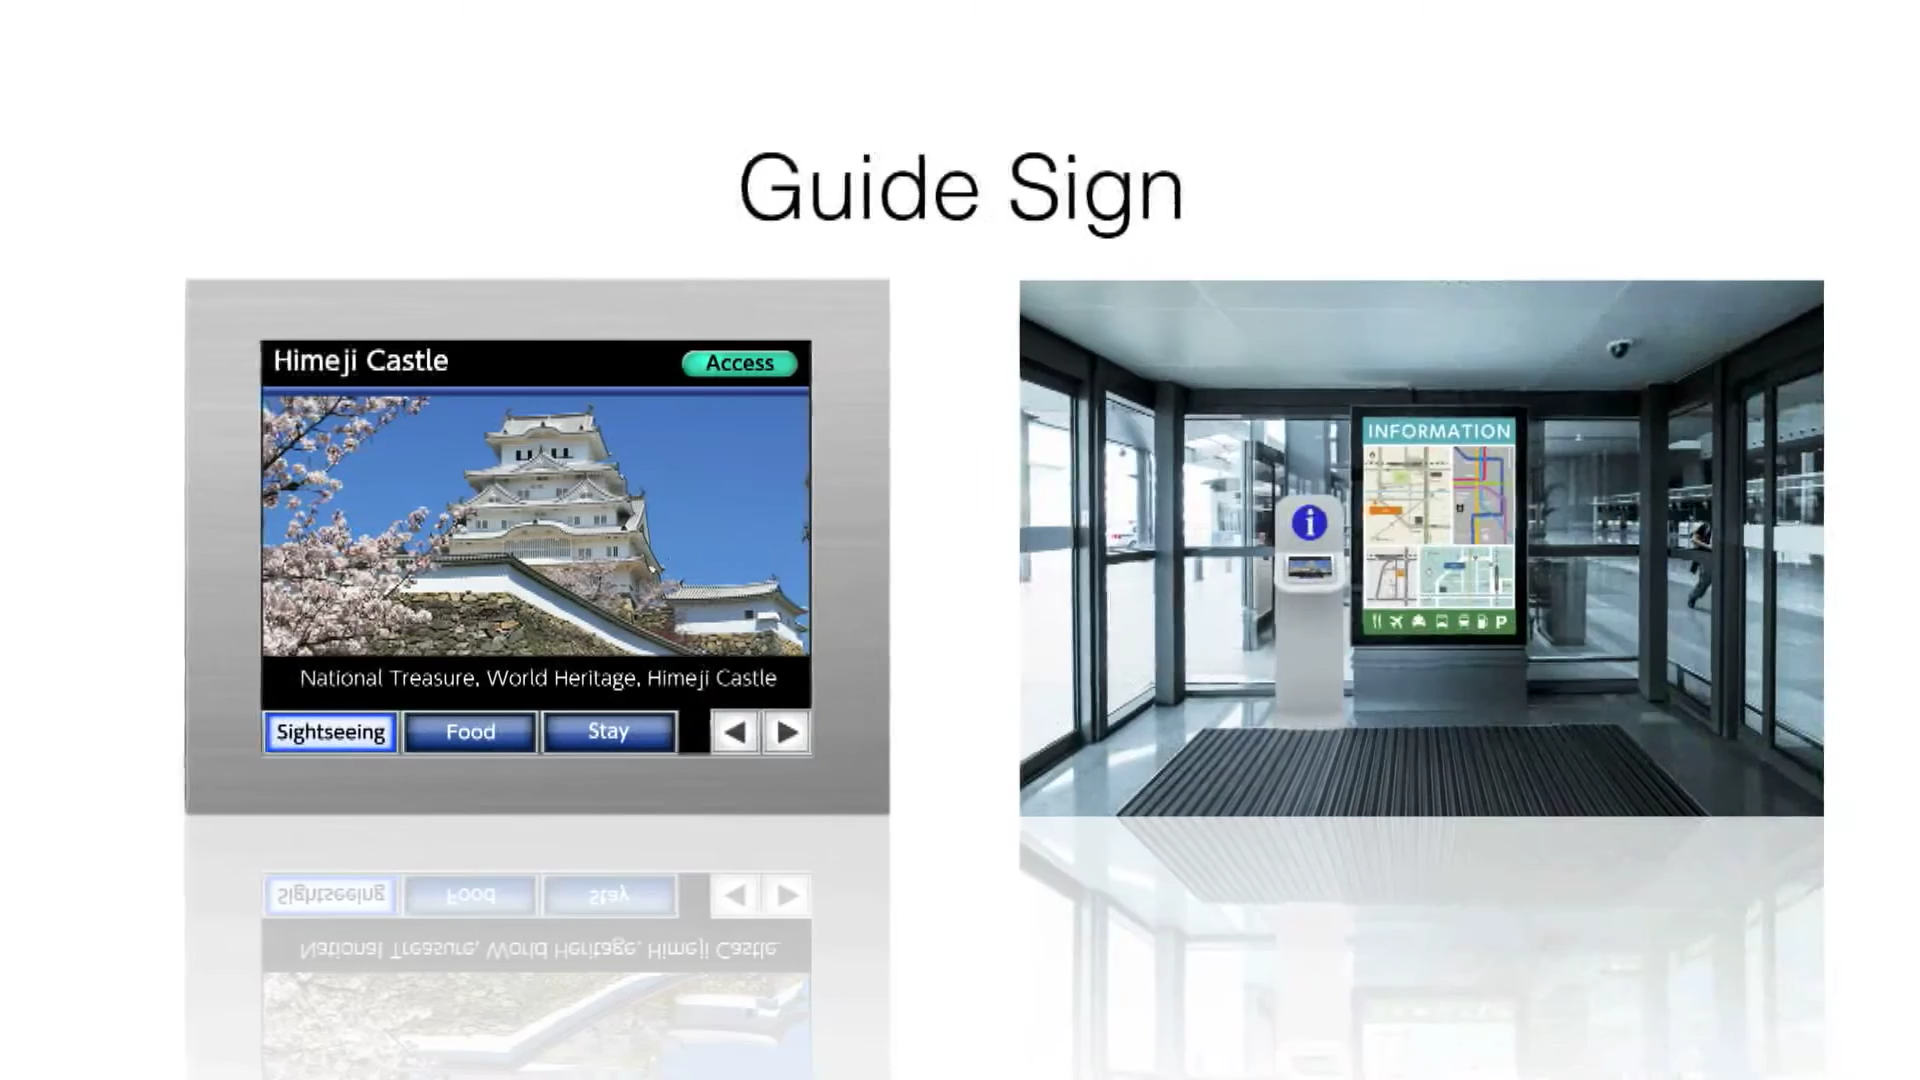 Guide Sign
Himeji Castle
Access
National Treasure, World Heritage, Himeji Castle
Sightseeing
Food
Stay
INFORMATION
i
P